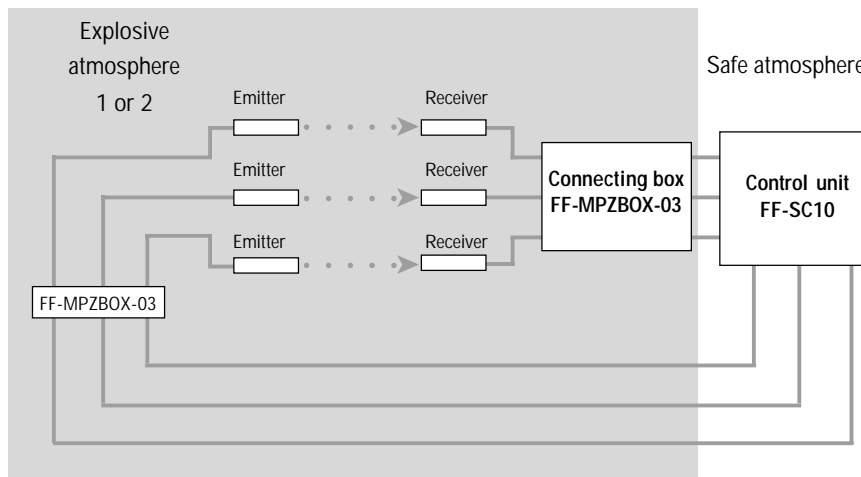 Explosive
atmosphere
1 or 2
Safe atmosphere
Emitter
Receiver
Emitter
Receiver
Emitter
Receiver
Connecting box
FF-MPZBOX-03
Control unit
FF-SC10
FF-MPZBOX-03